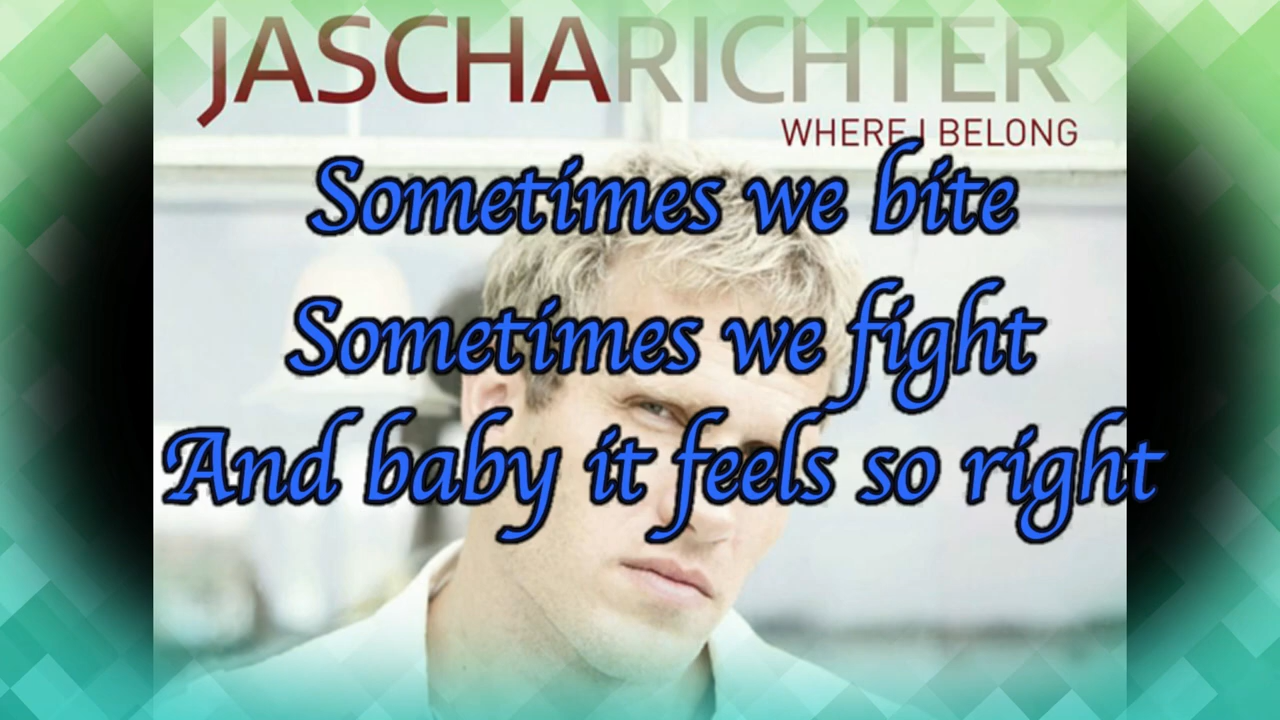 JASCHARICHTER
WHERE I BELONG
Sometimes we bite
Sometimes we fight
And baby it feels so right